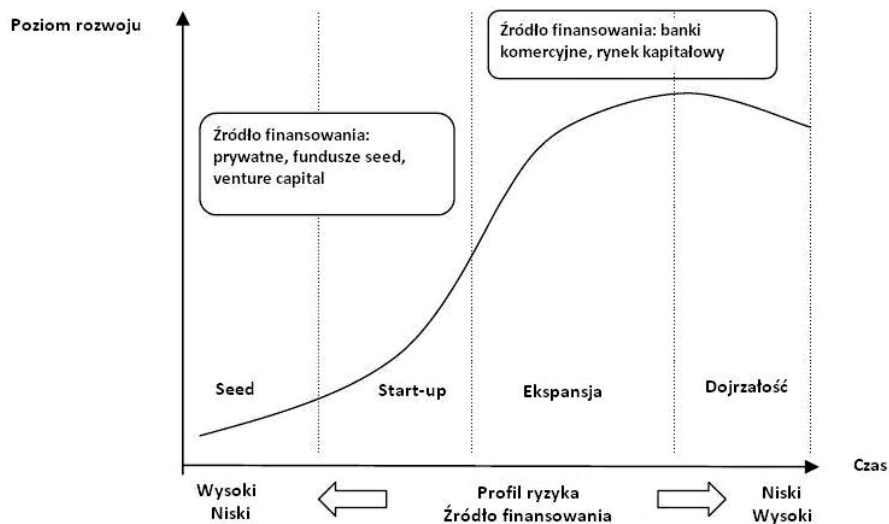 Poziom rozwoju
Źródło finansowania: banki
komercyjne, rynek kapitałowy
Źródło finansowania:
prywatne, fundusze seed,
venture capital
Seed
Start-up
Ekspansja
Dojrzałość
Czas
Wysoki
Niski
Profil ryzyka
Źródło finansowania
Niski
Wysoki